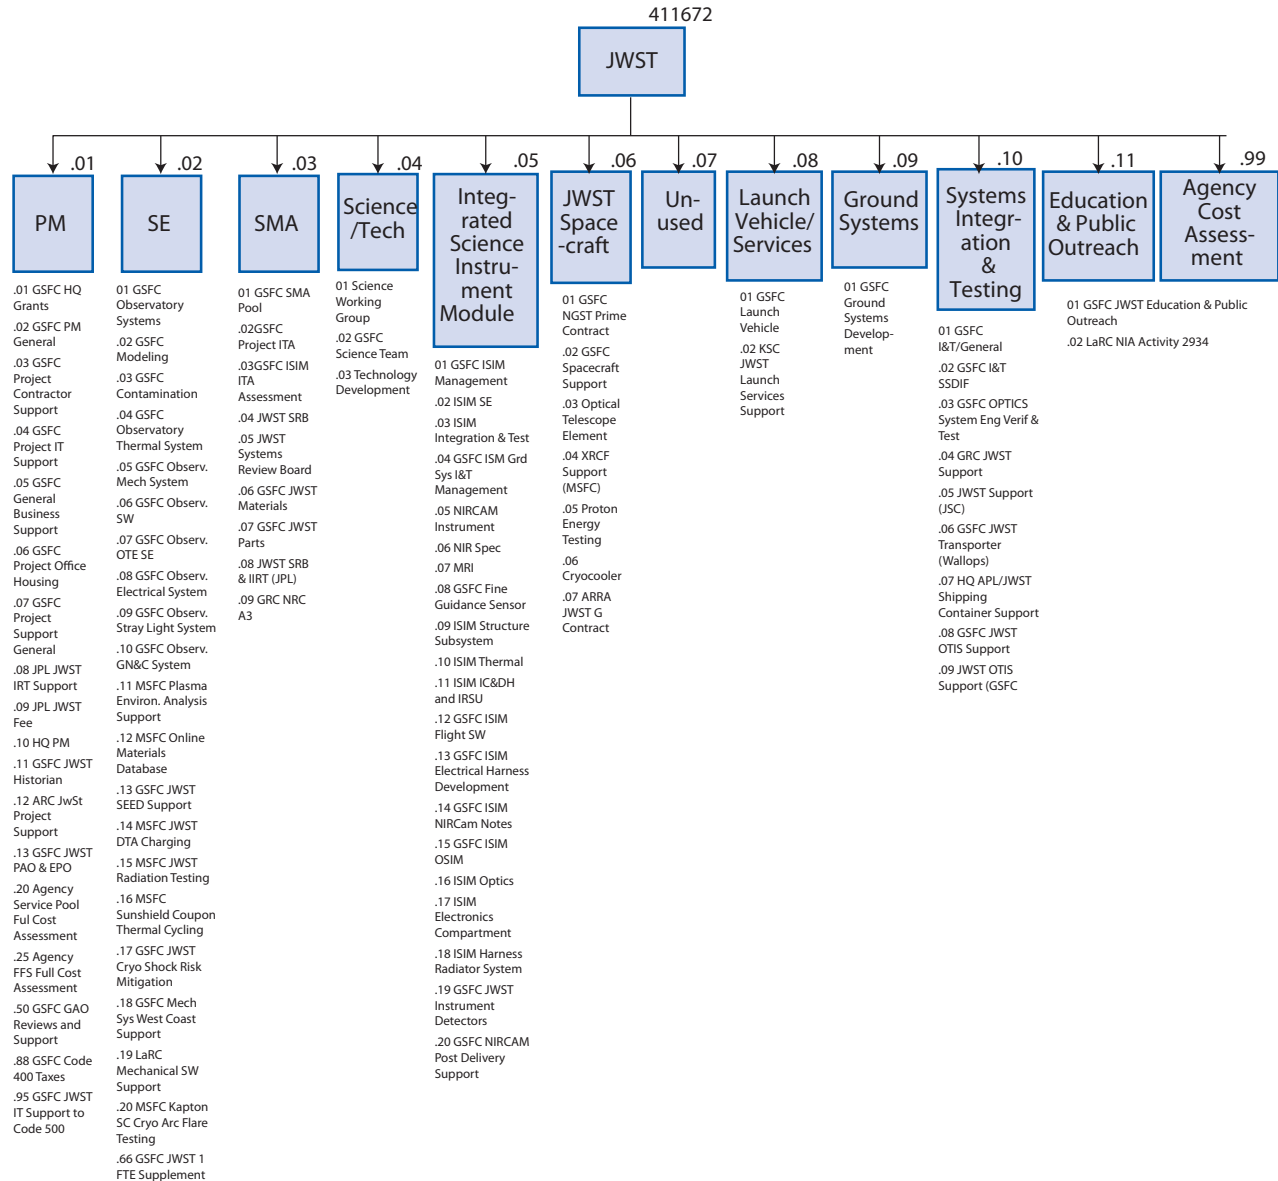 411672
JWST
.01
PM
.01 GSFC HQ
Grants
.02 GSFC PM
General
.03 GSFC
Project
Contractor
Support
.04 GSFC
Project IT
Support
.05 GSFC
General
Business
Support
.06 GSFC
Project Office
Housing
.07 GSFC
Project
Support
General
.08 JPL JWST
IRT Support
.09 JPL JWST
Fee
.10 HQ PM
.11 GSFC JWST
Historian
.12 ARC JwSt
Project
Support
.13 GSFC JWST
PAO & EPO
.20 Agency
Service Pool
Ful Cost
Assessment
.25 Agency
FFS Full Cost
Assessment
.50 GSFC GAO
Reviews and
Support
.88 GSFC Code
400 Taxes
.95 GSFC JWST
IT Support to
Code 500
.02
SE
01 GSFC
Observatory
Systems
.02 GSFC
Modeling
.03 GSFC
Contamination
.04 GSFC
Observatory
Thermal System
.05 GSFC Observ.
Mech System
.06 GSFC Observ.
SW
.07 GSFC Observ.
OTE SE
.08 GSFC Observ.
Electrical System
.09 GSFC Observ.
Stray Light System
.10 GSFC Observ.
GN&C System
.11 MSFC Plasma
Environ. Analysis
Support
.12 MSFC Online
Materials
Database
.13 GSFC JWST
SEED Support
.14 MSFC JWST
DTA Charging
.15 MSFC JWST
Radiation Testing
.16 MSFC
Sunshield Coupon
Thermal Cycling
.17 GSFC JWST
Cryo Shock Risk
Mitigation
.18 GSFC Mech
Sys West Coast
Support
.19 LaRC
Mechanical SW
Support
.20 MSFC Kapton
SC Cryo Arc Flare
Testing
.66 GSFC JWST 1
FTE Supplement
.03
SMA
01 GSFC SMA
Pool
.02GSFC
Project ITA
.03GSFC ISIM
ITA
Assessment
.04 JWST SRB
.05 JWST
Systems
Review Board
.06 GSFC JWST
Materials
.07 GSFC JWST
Parts
.08 JWST SRB
& IIRT (JPL)
.09 GRC NRC
A3
.04
Science
/Tech
01 Science
Working
Group
.02 GSFC
Science Team
.03 Technology
Development
.05
Integ-
rated
Science
Instru-
ment
Module
01 GSFC ISIM
Management
.02 ISIM SE
.03 ISIM
Integration & Test
.04 GSFC ISM Grd
Sys I&T
Management
.05 NIRCAM
Instrument
.06 NIR Spec
.07 MRI
.08 GSFC Fine
Guidance Sensor
.09 ISIM Structure
Subsystem
.10 ISIM Thermal
.11 ISIM IC&DH
and IRSU
.12 GSFC ISIM
Flight SW
.13 GSFC ISIM
Electrical Harness
Development
.14 GSFC ISIM
NIRCam Notes
.15 GSFC ISIM
OSIM
.16 ISIM Optics
.17 ISIM
Electronics
Compartment
.18 ISIM Harness
Radiator System
.19 GSFC JWST
Instrument
Detectors
.20 GSFC NIRCAM
Post Delivery
Support
.06
JWST
Space
-craft
01 GSFC
NGST Prime
Contract
.02 GSFC
Spacecraft
Support
.03 Optical
Telescope
Element
.04 XRCF
Support
(MSFC)
.05 Proton
Energy
Testing
.06
Cryocooler
.07 ARRA
JWST G
Contract
.07
Un-
used
.08
Launch
Vehicle/
Services
01 GSFC
Launch
Vehicle
.02 KSC
JWST
Launch
Services
Support
.09
Ground
Systems
01 GSFC
Ground
Systems
Develop-
ment
.10
Systems
Integr-
ation
&
Testing
01 GSFC
I&T/General
.02 GSFC I&T
SSDIF
.03 GSFC OPTICS
System Eng Verif &
Test
.04 GRC JWST
Support
.05 JWST Support
(JSC)
.06 GSFC JWST
Transporter
(Wallops)
.07 HQ APL/JWST
Shipping
Container Support
.08 GSFC JWST
OTIS Support
.09 JWST OTIS
Support (GSFC
.11
Education
& Public
Outreach
01 GSFC JWST Education & Public
Outreach
.02 LaRC NIA Activity 2934
.99
Agency
Cost
Assess-
ment